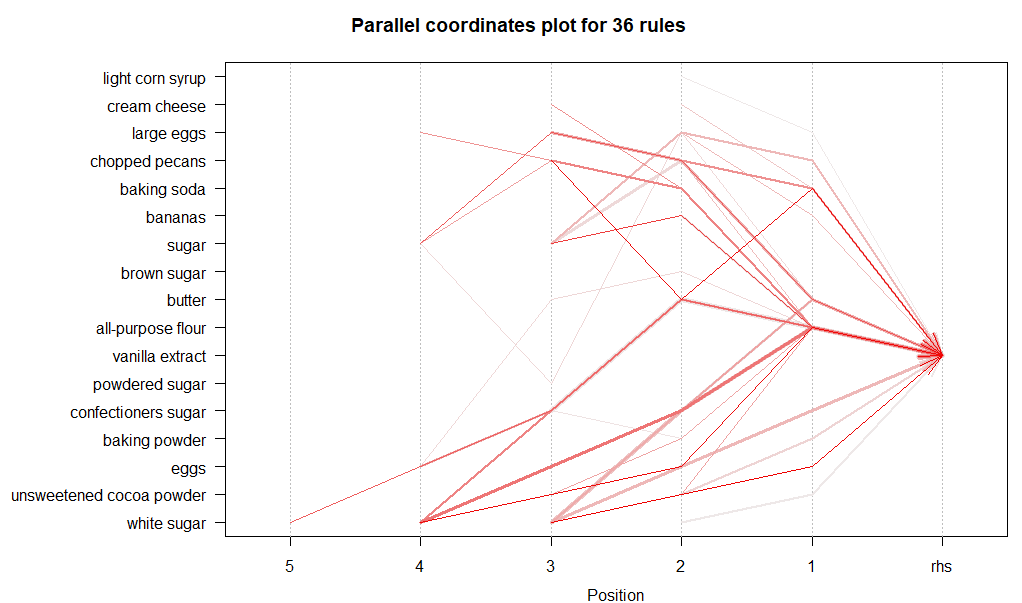 Parallel coordinates plot for 36 rules
light corn syrup
cream cheese
large eggs
chopped pecans
baking soda
bananas
sugar
brown sugar
butter
all-purpose flour
vanilla extract
powdered sugar
confectioners sugar
baking powder
eggs
unsweetened cocoa powder
white sugar
5 4 3 2 1 rhs
Position